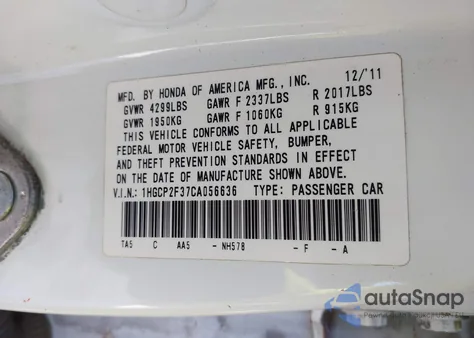 MFD. BY HONDA OF AMERICA MFG., INC. 12/'11
GVWR 4299LBS GAWR F 2337LBS R 2017LBS
GVWR 1950KG GAWR F 1060KG R 915KG
THIS VEHICLE CONFORMS TO ALL APPLICABLE
FEDERAL MOTOR VEHICLE SAFETY, BUMPER,
AND THEFT PREVENTION STANDARDS IN EFFECT
ON THE DATE OF MANUFACTURE SHOWN ABOVE.
V.I.N.: 1HGCP2F37CA056636 TYPE: PASSENGER CAR
TA5 C AA5 - NH578 - F - A
autoSnap